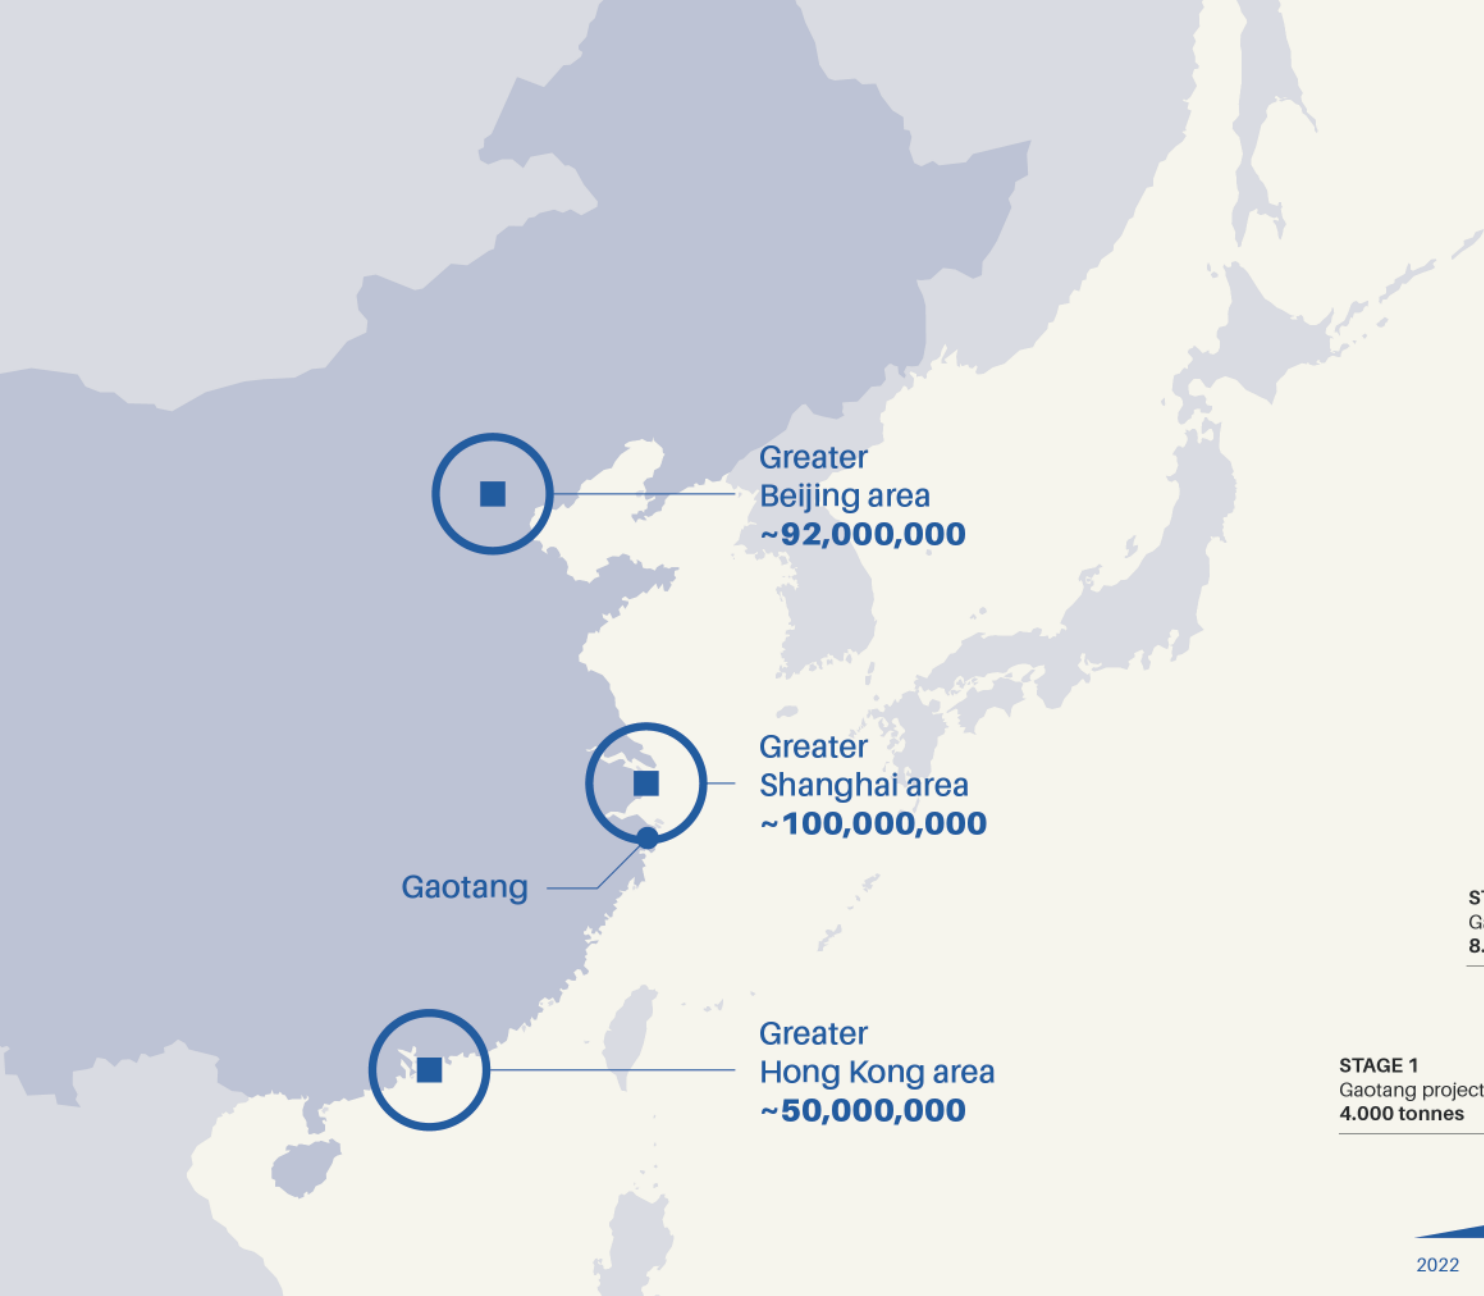 Greater
Beijing area
~92,000,000
Greater
Shanghai area
~100,000,000
Gaotang
Greater
Hong Kong area
~50,000,000
8.
STAGE 1
Gaotang project
4.000 tonnes
2022